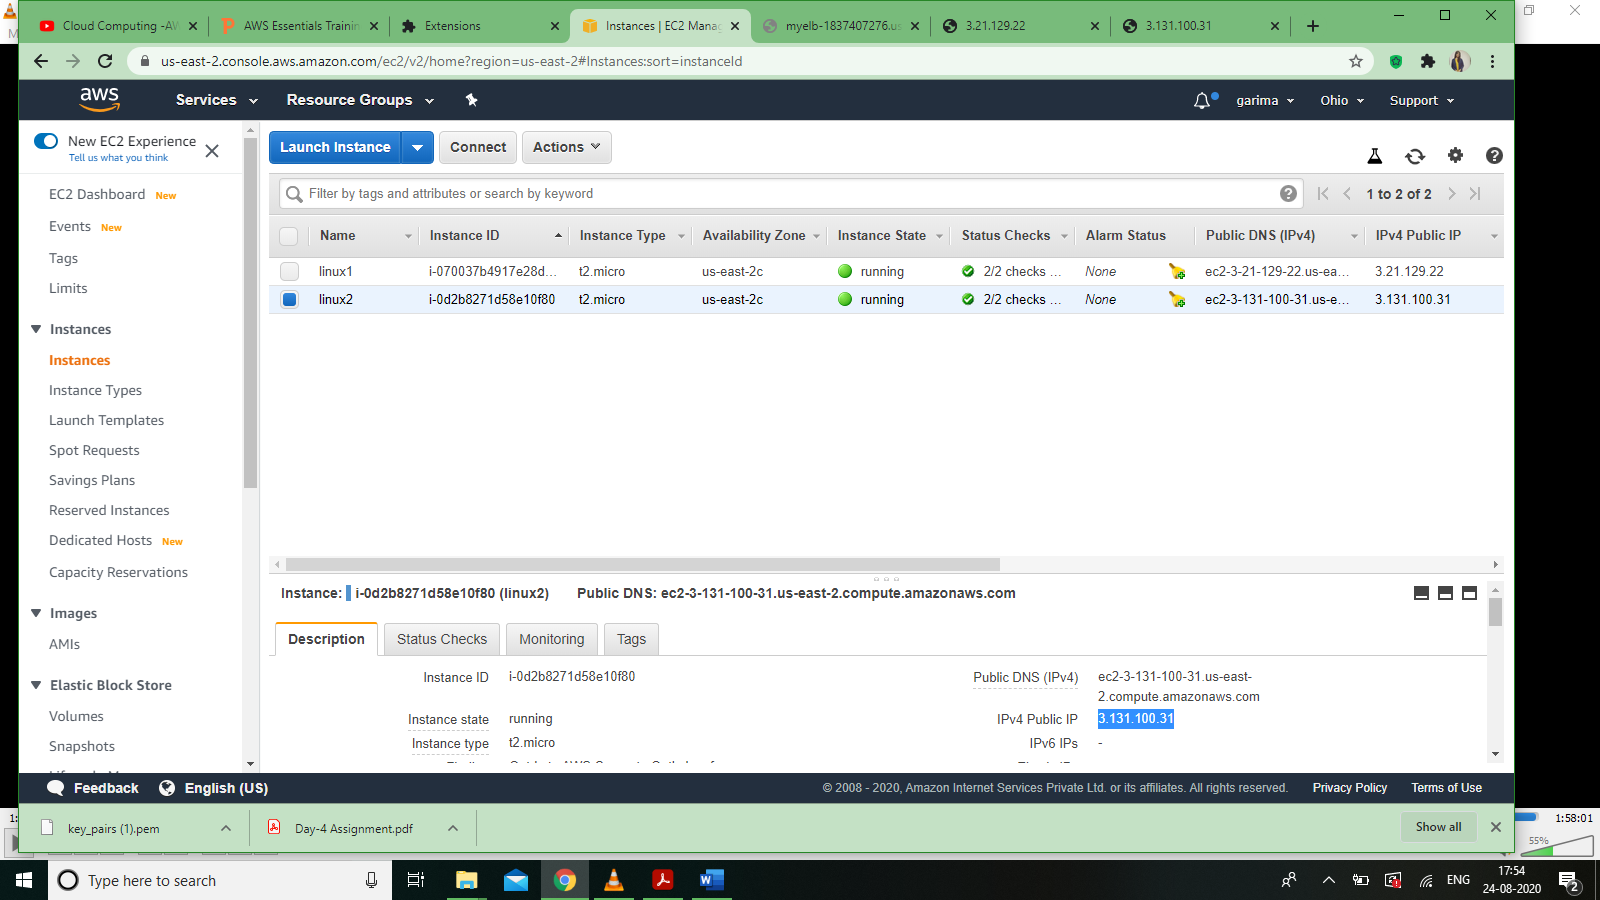 Cloud Computing -AW
AWS Essentials Trainin
Extensions
Instances | EC2 Manag
myelb-1837407276.us
3.21.129.22
3.131.100.31
us-east-2.console.aws.amazon.com/ec2/v2/home?region=us-east-2#Instances:sort=instanceId
aws
Services
Resource Groups
garima
Ohio
Support
New EC2 Experience
Tell us what you think
EC2 Dashboard New
Events New
Tags
Limits
Instances
Instances
Instance Types
Launch Templates
Spot Requests
Savings Plans
Reserved Instances
Dedicated Hosts New
Capacity Reservations
Images
AMIs
Elastic Block Store
Volumes
Snapshots
Launch Instance
Connect
Actions
Filter by tags and attributes or search by keyword
1 to 2 of 2
Name Instance ID Instance Type Availability Zone Instance State Status Checks Alarm Status Public DNS (IPv4) IPv4 Public IP
linux1 i-070037b4917e28d... t2.micro us-east-2c running 2/2 checks ... None ec2-3-21-129-22.us-ea... 3.21.129.22
linux2 i-0d2b8271d58e10f80 t2.micro us-east-2c running 2/2 checks ... None ec2-3-131-100-31.us-e... 3.131.100.31
Instance: i-0d2b8271d58e10f80 (linux2) Public DNS: ec2-3-131-100-31.us-east-2.compute.amazonaws.com
Description
Status Checks
Monitoring
Tags
Instance ID i-0d2b8271d58e10f80
Instance state running
Instance type t2.micro
Public DNS (IPv4) ec2-3-131-100-31.us-east-
2.compute.amazonaws.com
IPv4 Public IP 3.131.100.31
IPv6 IPs -
Feedback
English (US)
© 2008 - 2020, Amazon Internet Services Private Ltd. or its affiliates. All rights reserved.
Privacy Policy
Terms of Use
key_pairs (1).pem
Day-4 Assignment.pdf
Show all
1:58:01
55%
Type here to search
ENG
17:54
24-08-2020
2